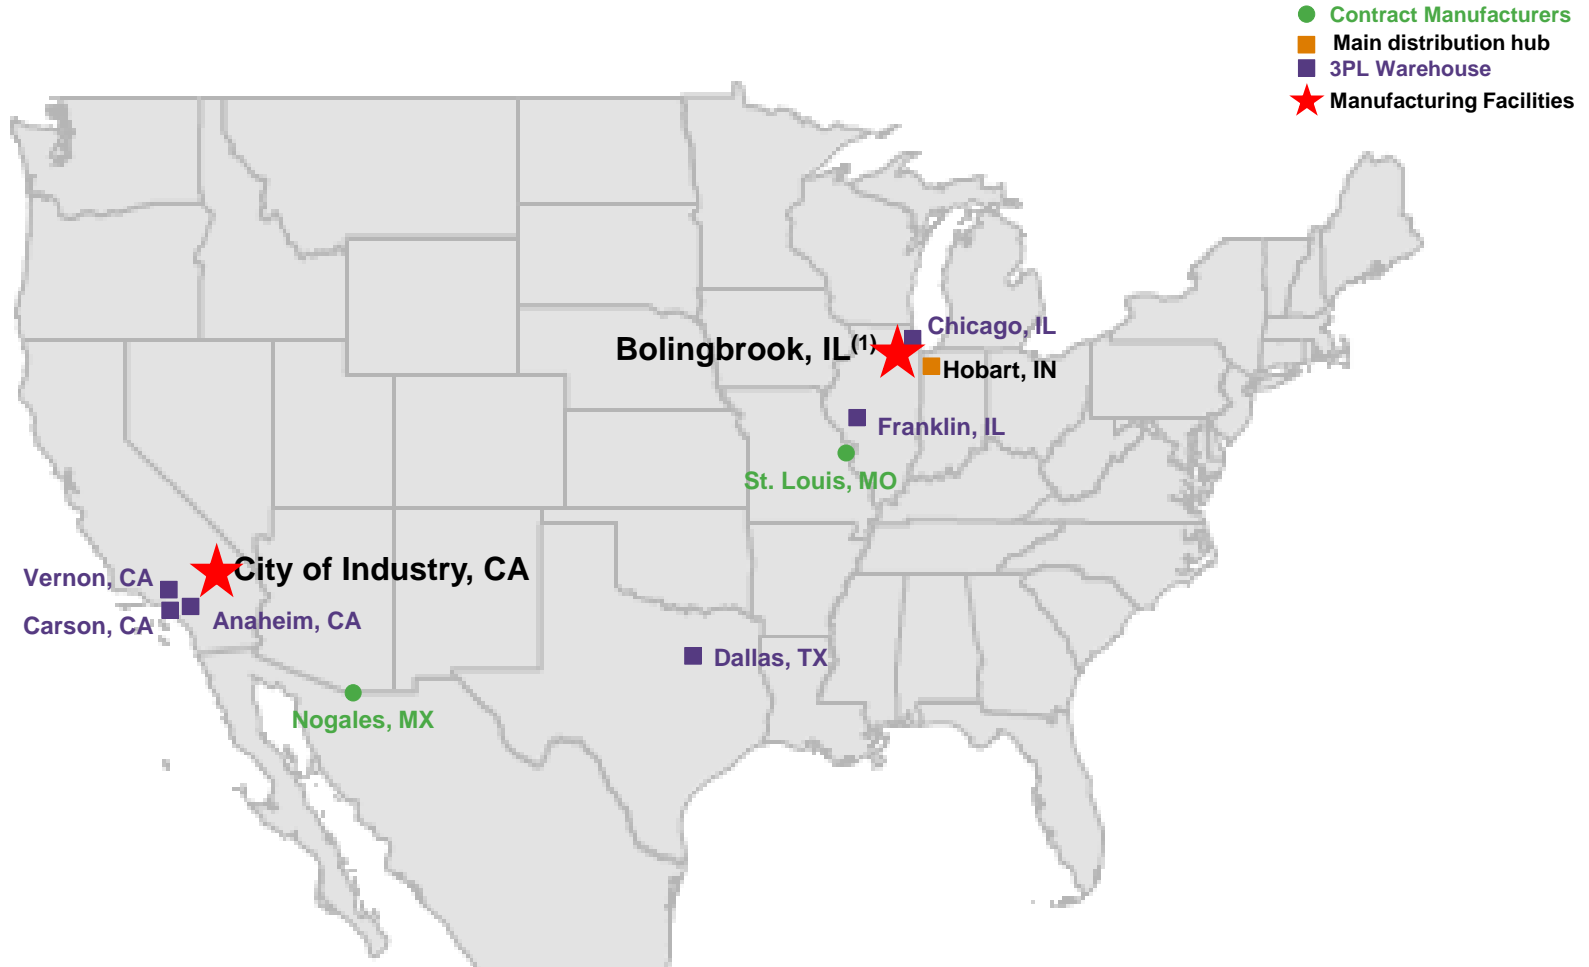 Contract Manufacturers
Main distribution hub
3PL Warehouse
Manufacturing Facilities
Chicago, IL
Bolingbrook, IL(1)
Hobart, IN
Franklin, IL
St. Louis, MO
City of Industry, CA
Vernon, CA
Anaheim, CA
Carson, CA
Dallas, TX
Nogales, MX